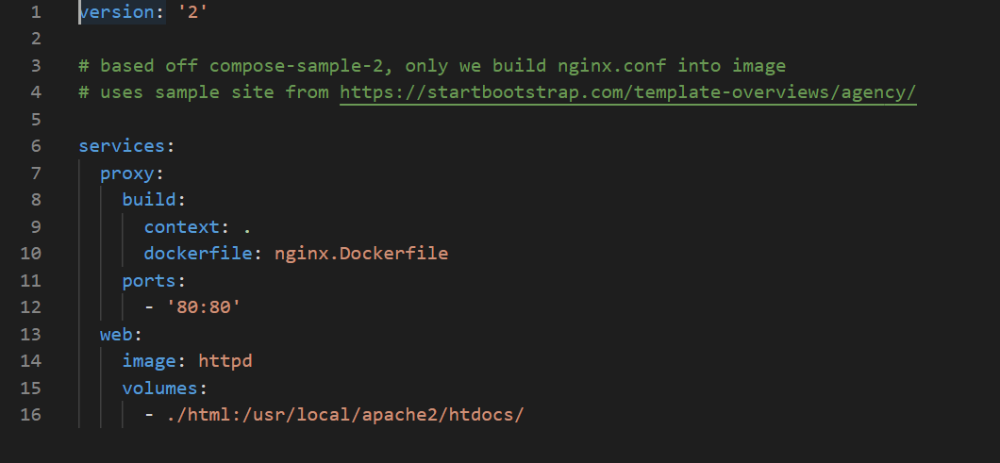 1 version: '2'
2
3 # based off compose-sample-2, only we build nginx.conf into image
4 # uses sample site from https://startbootstrap.com/template-overviews/agency/
5
6 services:
7   proxy:
8     build:
9       context: .
10       dockerfile: nginx.Dockerfile
11     ports:
12       - '80:80'
13   web:
14     image: httpd
15     volumes:
16       - ./html:/usr/local/apache2/htdocs/